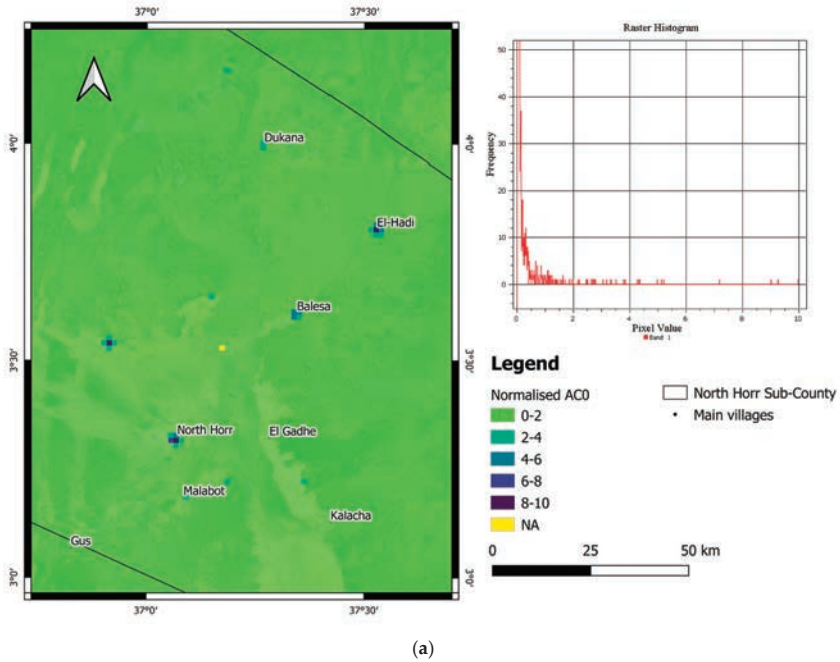 37°0'
37°30'
4°0'
3°30'
3°0'
4°0'
3°30'
3°0'
Dukana
El-Hadi
Balesa
North Horr
El Gadhe
Malabot
Kalacha
Gus
37°0'
37°30'
Raster Histogram
Frequency
50
40
30
20
10
0
0
2
4
6
8
10
Pixel Value
Band 1
Legend
Normalised AC0
0-2
2-4
4-6
6-8
8-10
NA
North Horr Sub-County
Main villages
0
25
50 km
(a)